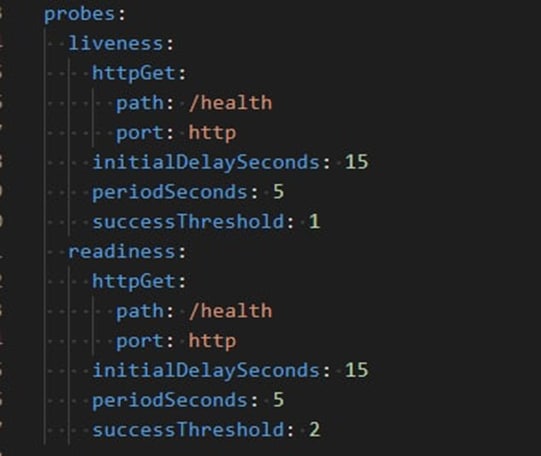 probes:
  liveness:
    httpGet:
      path: /health
      port: http
    initialDelaySeconds: 15
    periodSeconds: 5
    successThreshold: 1
  readiness:
    httpGet:
      path: /health
      port: http
    initialDelaySeconds: 15
    periodSeconds: 5
    successThreshold: 2